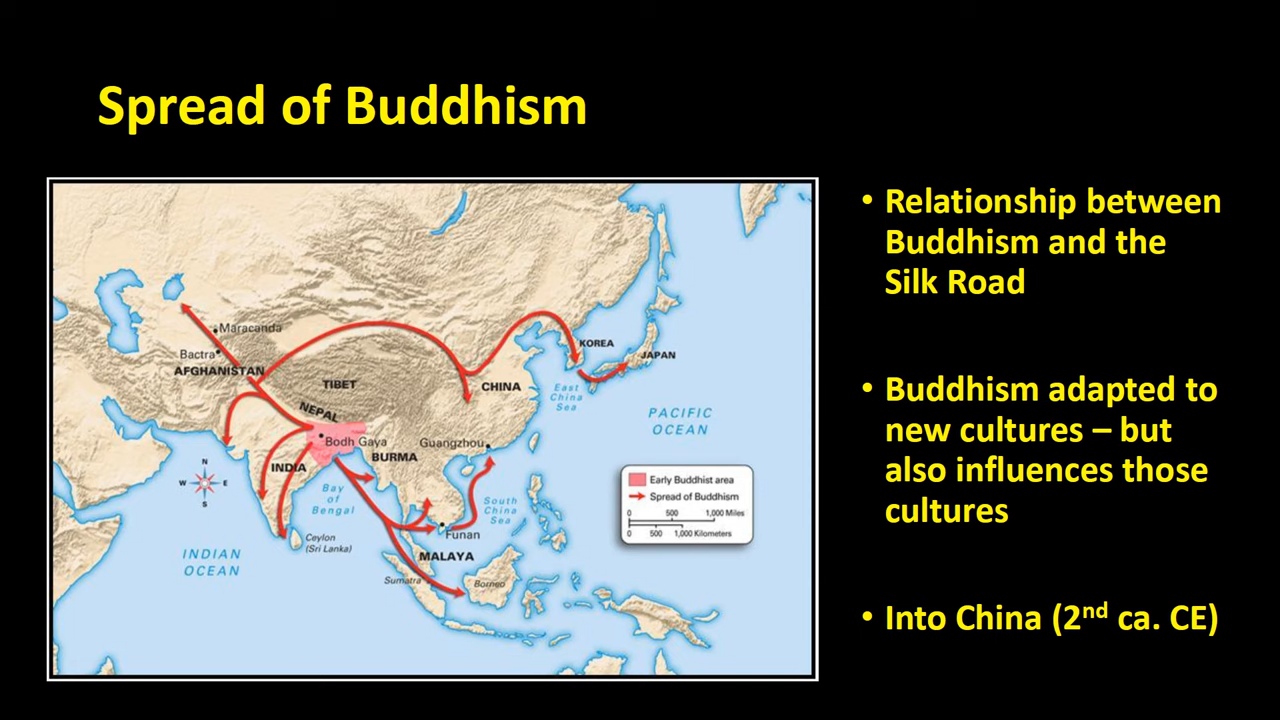 Spread of Buddhism
Maracanda
Bactra
AFGHANISTAN
TIBET
NEPAL
Bodh Gaya
INDIA
BURMA
CHINA
Guangzhou
KOREA
JAPAN
East
China
Sea
PACIFIC
OCEAN
N
W E
S
Bay
of
Bengal
South
China
Sea
Ceylon
(Sri Lanka)
Funan
MALAYA
INDIAN
OCEAN
Sumatra
Borneo
Early Buddhist area
Spread of Buddhism
0 500 1,000 Miles
0 500 1,000 Kilometers
• Relationship between
Buddhism and the
Silk Road
• Buddhism adapted to
new cultures – but
also influences those
cultures
• Into China (2nd ca. CE)